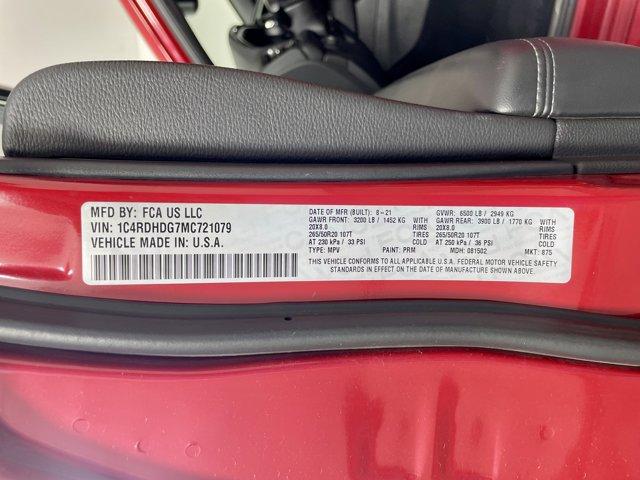 MFD BY: FCA US LLC
VIN: 1C4RDHDG7MC721079
VEHICLE MADE IN U.S.A.
DATE OF MFR (BUILT): 8-21 GVWR: 6500 LB / 2949 KG
GAWR FRONT: 3200 LB / 1452 KG GAWR REAR: 3900 LB / 1770 KG
20X8.0 RIMS 20X8.0 RIMS
265/50R20 107T TIRES 265/50R20 107T TIRES
AT 230 kPa / 33 PSI AT 250 kPa / 36 PSI
TYPE: MPV PAINT: PRM MDH: 081502 MKT: 875
THIS VEHICLE CONFORMS TO ALL APPLICABLE U.S.A. FEDERAL MOTOR VEHICLE SAFETY
STANDARDS IN EFFECT ON THE DATE OF MANUFACTURE SHOWN ABOVE.